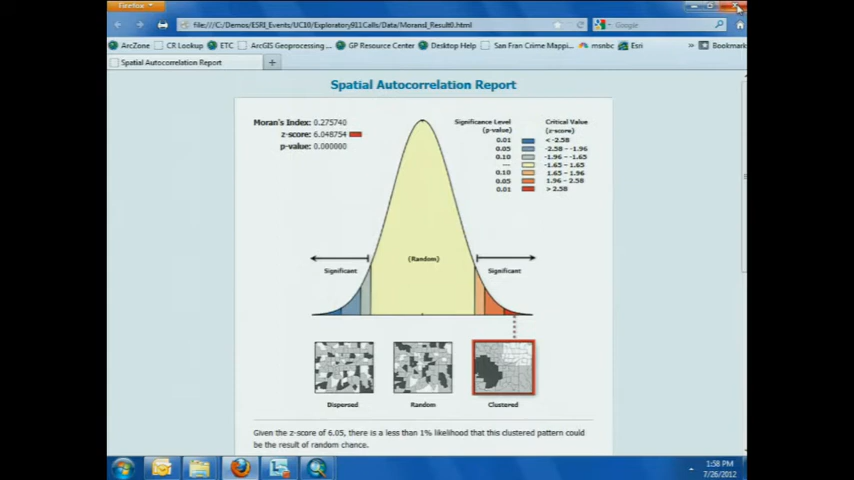 Firefox
file:///C:/Demos/ESRI_Events/UC10/Exploratory911Calls/Data/MoransI_Result0.html
Google
ArcZone
CR Lookup
ETC
ArcGIS Geoprocessing ...
GP Resource Center
Desktop Help
San Fran Crime Mappi...
msnbc
Esri
»
Bookmarks
Spatial Autocorrelation Report
+
Spatial Autocorrelation Report
Moran's Index: 0.275740
z-score: 6.048754
p-value: 0.000000
Significance Level
(p-value)
Critical Value
(z-score)
0.01 < -2.58
0.05 -2.58 - -1.96
0.10 -1.96 - -1.65
--- -1.65 - 1.65
0.10 1.65 - 1.96
0.05 1.96 - 2.58
0.01 > 2.58
Significant
(Random)
Significant
Dispersed
Random
Clustered
Given the z-score of 6.05, there is a less than 1% likelihood that this clustered pattern could
be the result of random chance.
1:58 PM
7/26/2012